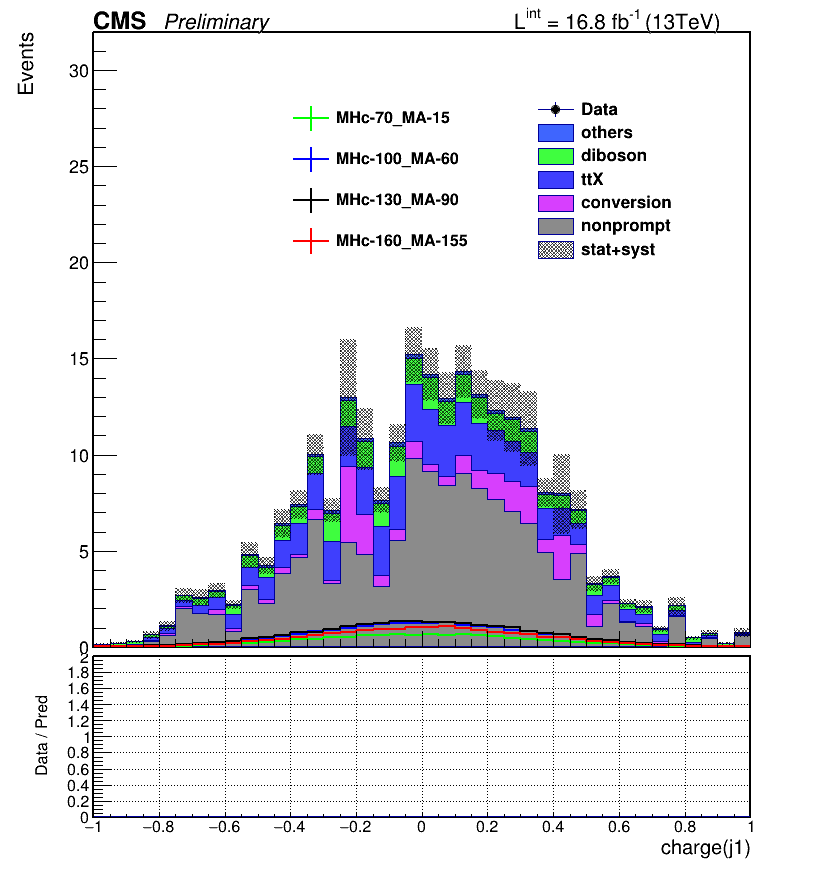 CMS Preliminary L^int = 16.8 fb^-1 (13TeV)
Events
30
25
20
15
10
5
0
MHc-70_MA-15
MHc-100_MA-60
MHc-130_MA-90
MHc-160_MA-155
Data
others
diboson
ttX
conversion
nonprompt
stat+syst
Data / Pred
2
1.8
1.6
1.4
1.2
1
0.8
0.6
0.4
0.2
0
−1 −0.8 −0.6 −0.4 −0.2 0 0.2 0.4 0.6 0.8 1
charge(j1)